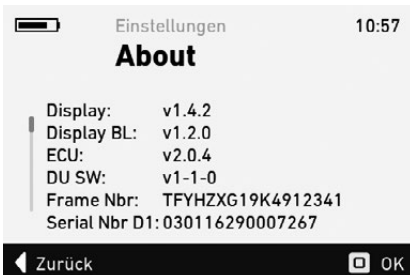 Einstellungen 10:57
About
Display: v1.4.2
Display BL: v1.2.0
ECU: v2.0.4
DU SW: v1-1-0
Frame Nbr: TFYHZXG19K4912341
Serial Nbr D1: 030116290007267
Zurück OK